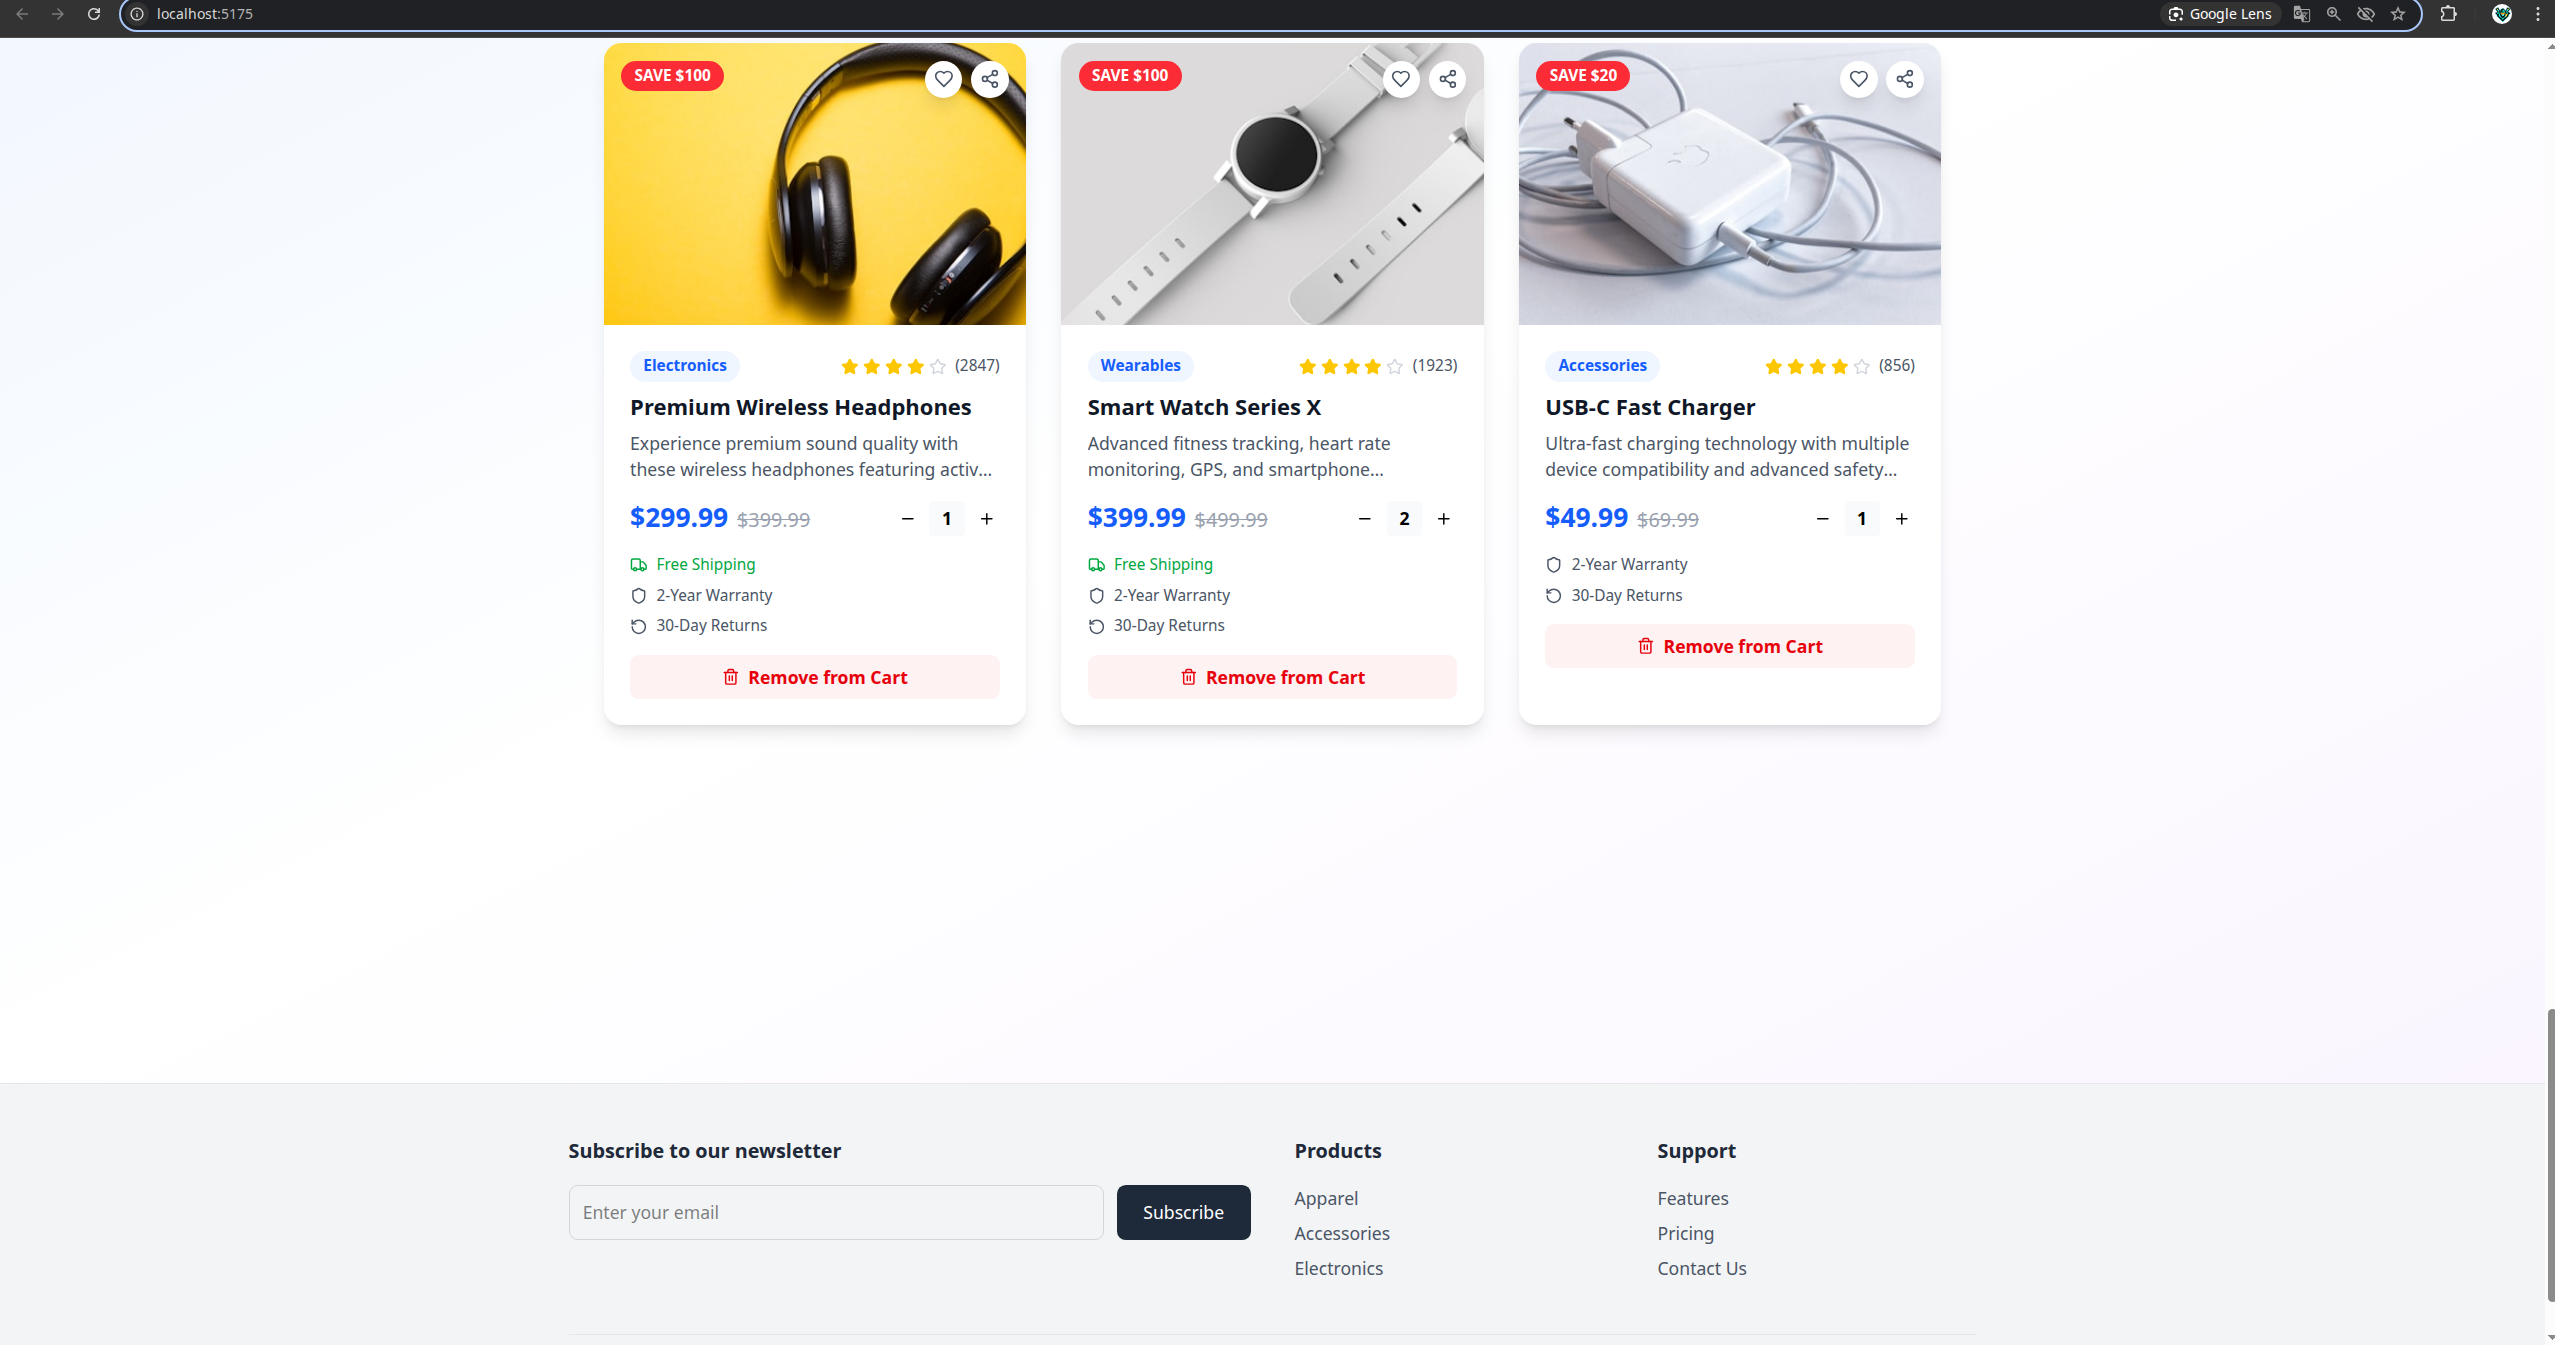 localhost:5175
Google Lens
SAVE $100
Electronics
(2847)
Premium Wireless Headphones
Experience premium sound quality with
these wireless headphones featuring activ...
$299.99 $399.99
− 1 +
Free Shipping
2-Year Warranty
30-Day Returns
Remove from Cart
SAVE $100
Wearables
(1923)
Smart Watch Series X
Advanced fitness tracking, heart rate
monitoring, GPS, and smartphone...
$399.99 $499.99
− 2 +
Free Shipping
2-Year Warranty
30-Day Returns
Remove from Cart
SAVE $20
Accessories
(856)
USB-C Fast Charger
Ultra-fast charging technology with multiple
device compatibility and advanced safety...
$49.99 $69.99
− 1 +
2-Year Warranty
30-Day Returns
Remove from Cart
Subscribe to our newsletter
Enter your email
Subscribe
Products
Apparel
Accessories
Electronics
Support
Features
Pricing
Contact Us